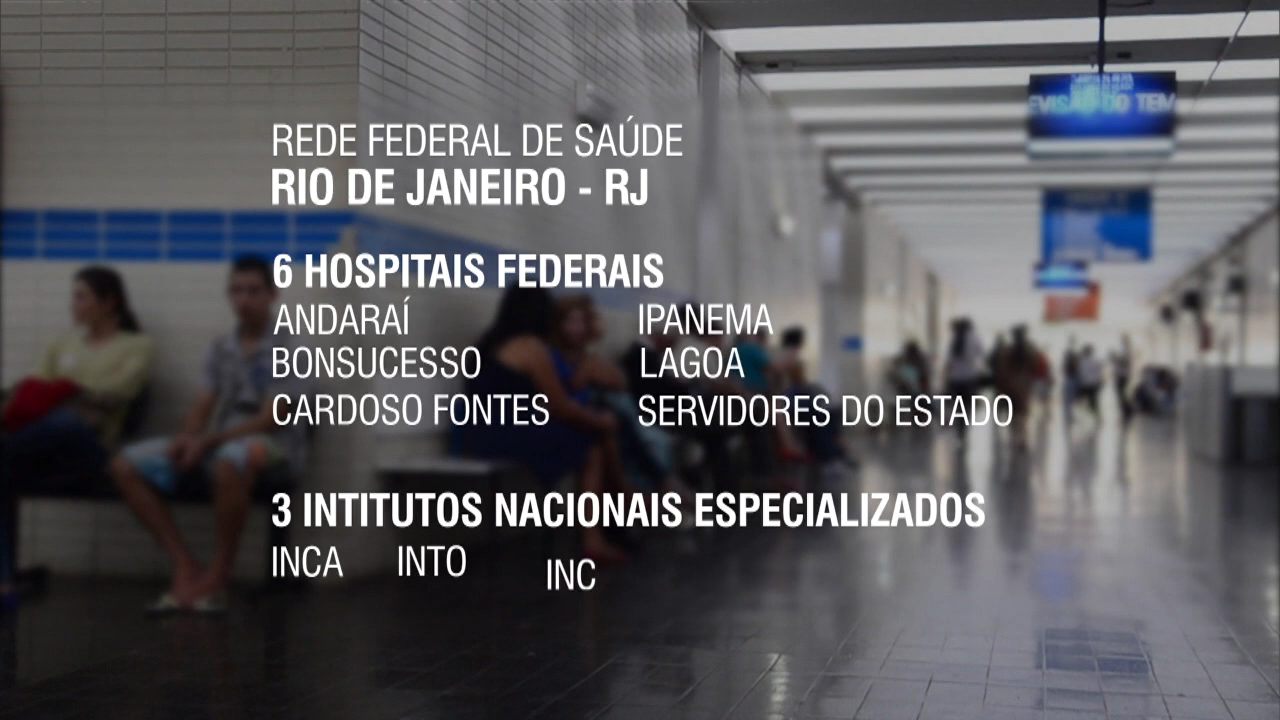 REDE FEDERAL DE SAÚDE
RIO DE JANEIRO - RJ
6 HOSPITAIS FEDERAIS
ANDARAÍ IPANEMA
BONSUCESSO LAGOA
CARDOSO FONTES SERVIDORES DO ESTADO
3 INTITUTOS NACIONAIS ESPECIALIZADOS
INCA INTO INC